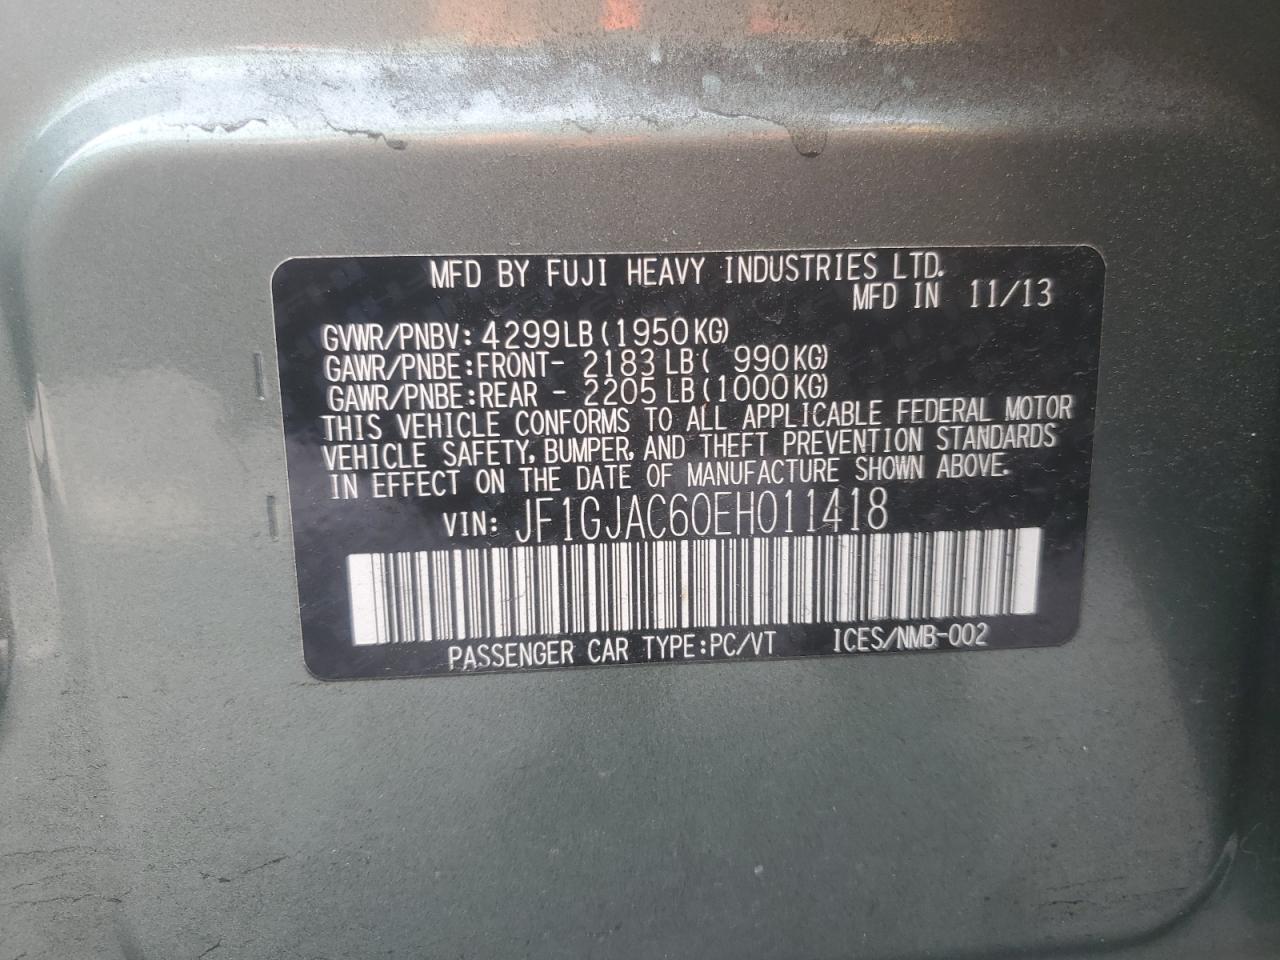 MFD BY FUJI HEAVY INDUSTRIES LTD.
MFD IN 11/13
GVWR/PNBV: 4299LB(1950KG)
GAWR/PNBE:FRONT- 2183 LB( 990KG)
GAWR/PNBE:REAR - 2205 LB(1000KG)
THIS VEHICLE CONFORMS TO ALL APPLICABLE FEDERAL MOTOR
VEHICLE SAFETY, BUMPER, AND THEFT PREVENTION STANDARDS
IN EFFECT ON THE DATE OF MANUFACTURE SHOWN ABOVE.
VIN: JF1GJAC60EH011418
PASSENGER CAR TYPE:PC/VT ICES/NMB-002